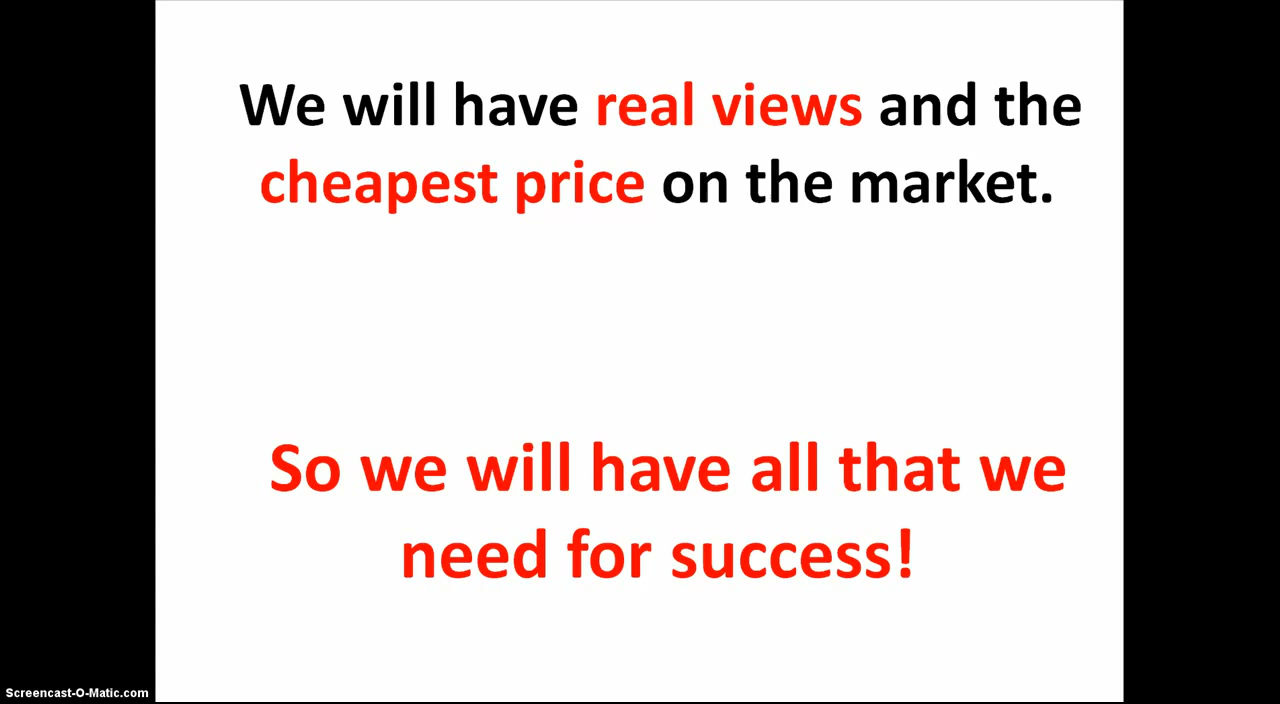 We will have real views and the
cheapest price on the market.
So we will have all that we
need for success!
Screencast-O-Matic.com